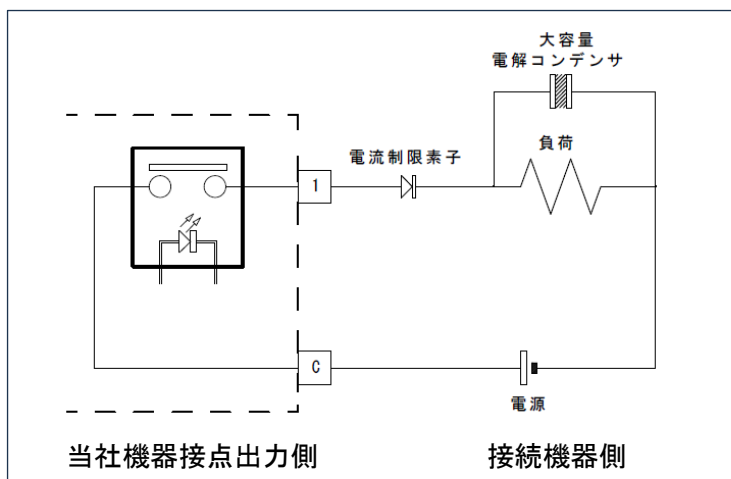 大容量
電解コンデンサ
電流制限素子
負荷
1
C
電源
当社機器接点出力側
接続機器側